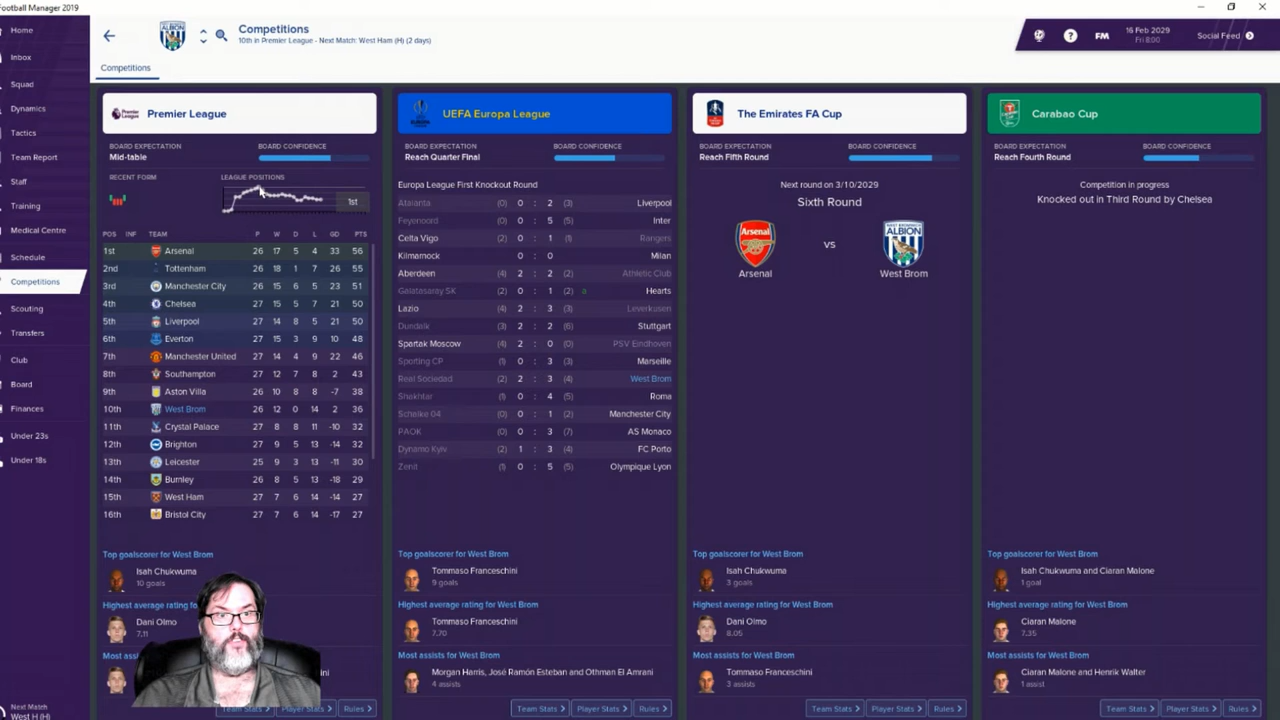 Football Manager 2019
Competitions
10th in Premier League - Next Match: West Ham (H) (2 days)
16 Feb 2029
Fri 8:00
Social Feed
FM
Home
Inbox
Squad
Dynamics
Tactics
Team Report
Staff
Training
Medical Centre
Schedule
Competitions
Scouting
Transfers
Club
Board
Finances
Under 23s
Under 18s
Next Match
West H (H)
Competitions
Premier League
BOARD EXPECTATION
Mid-table
BOARD CONFIDENCE
RECENT FORM
LEAGUE POSITIONS
1st
POS INF TEAM P W D L GD PTS
1st Arsenal 26 17 5 4 33 56
2nd Tottenham 26 18 1 7 26 55
3rd Manchester City 26 15 6 5 23 51
4th Chelsea 27 15 5 7 21 50
5th Liverpool 27 14 8 5 21 50
6th Everton 27 15 3 9 10 48
7th Manchester United 27 14 4 9 22 46
8th Southampton 27 12 7 8 2 43
9th Aston Villa 26 10 8 8 -7 38
10th West Brom 26 12 0 14 2 36
11th Crystal Palace 27 8 8 11 -10 32
12th Brighton 27 9 5 13 -14 32
13th Leicester 25 9 3 13 -11 30
14th Burnley 26 8 5 13 -18 29
15th West Ham 27 7 6 14 -14 27
16th Bristol City 27 7 6 14 -17 27
Top goalscorer for West Brom
Isah Chukwuma
10 goals
Highest average rating fo
Dani Olmo
7.11
Most assis
ni
Team Stats
Player Stats
Rules
UEFA Europa League
BOARD EXPECTATION
Reach Quarter Final
BOARD CONFIDENCE
Europa League First Knockout Round
Atalanta (0) 0 : 2 (3) Liverpool
Feyenoord (0) 0 : 5 (5) Inter
Celta Vigo (2) 0 : 1 (1) Rangers
Kilmarnock 0 : 0 Milan
Aberdeen (4) 2 : 2 (2) Athletic Club
Galatasaray SK (2) 0 : 1 (2) a Hearts
Lazio (4) 2 : 3 (3) Leverkusen
Dundalk (3) 2 : 2 (6) Stuttgart
Spartak Moscow (4) 2 : 0 (0) PSV Eindhoven
Sporting CP (1) 0 : 3 (3) Marseille
Real Sociedad (2) 2 : 3 (4) West Brom
Shakhtar (1) 0 : 4 (5) Roma
Schalke 04 (1) 0 : 1 (2) Manchester City
PAOK (0) 0 : 3 (7) AS Monaco
Dynamo Kyiv (2) 1 : 3 (4) FC Porto
Zenit (1) 0 : 5 (5) Olympique Lyon
Top goalscorer for West Brom
Tommaso Franceschini
9 goals
Highest average rating for West Brom
Tommaso Franceschini
7.70
Most assists for West Brom
Morgan Harris, José Ramón Esteban and Othman El Amrani
4 assists
Team Stats
Player Stats
Rules
The Emirates FA Cup
BOARD EXPECTATION
Reach Fifth Round
BOARD CONFIDENCE
Next round on 3/10/2029
Sixth Round
Arsenal
VS
ALBION
Arsenal
West Brom
Top goalscorer for West Brom
Isah Chukwuma
3 goals
Highest average rating for West Brom
Dani Olmo
8.05
Most assists for West Brom
Tommaso Franceschini
3 assists
Team Stats
Player Stats
Rules
Carabao Cup
BOARD EXPECTATION
Reach Fourth Round
BOARD CONFIDENCE
Competition in progress
Knocked out in Third Round by Chelsea
Top goalscorer for West Brom
Isah Chukwuma and Ciaran Malone
1 goal
Highest average rating for West Brom
Ciaran Malone
7.35
Most assists for West Brom
Ciaran Malone and Henrik Walter
1 assist
Team Stats
Player Stats
Rules